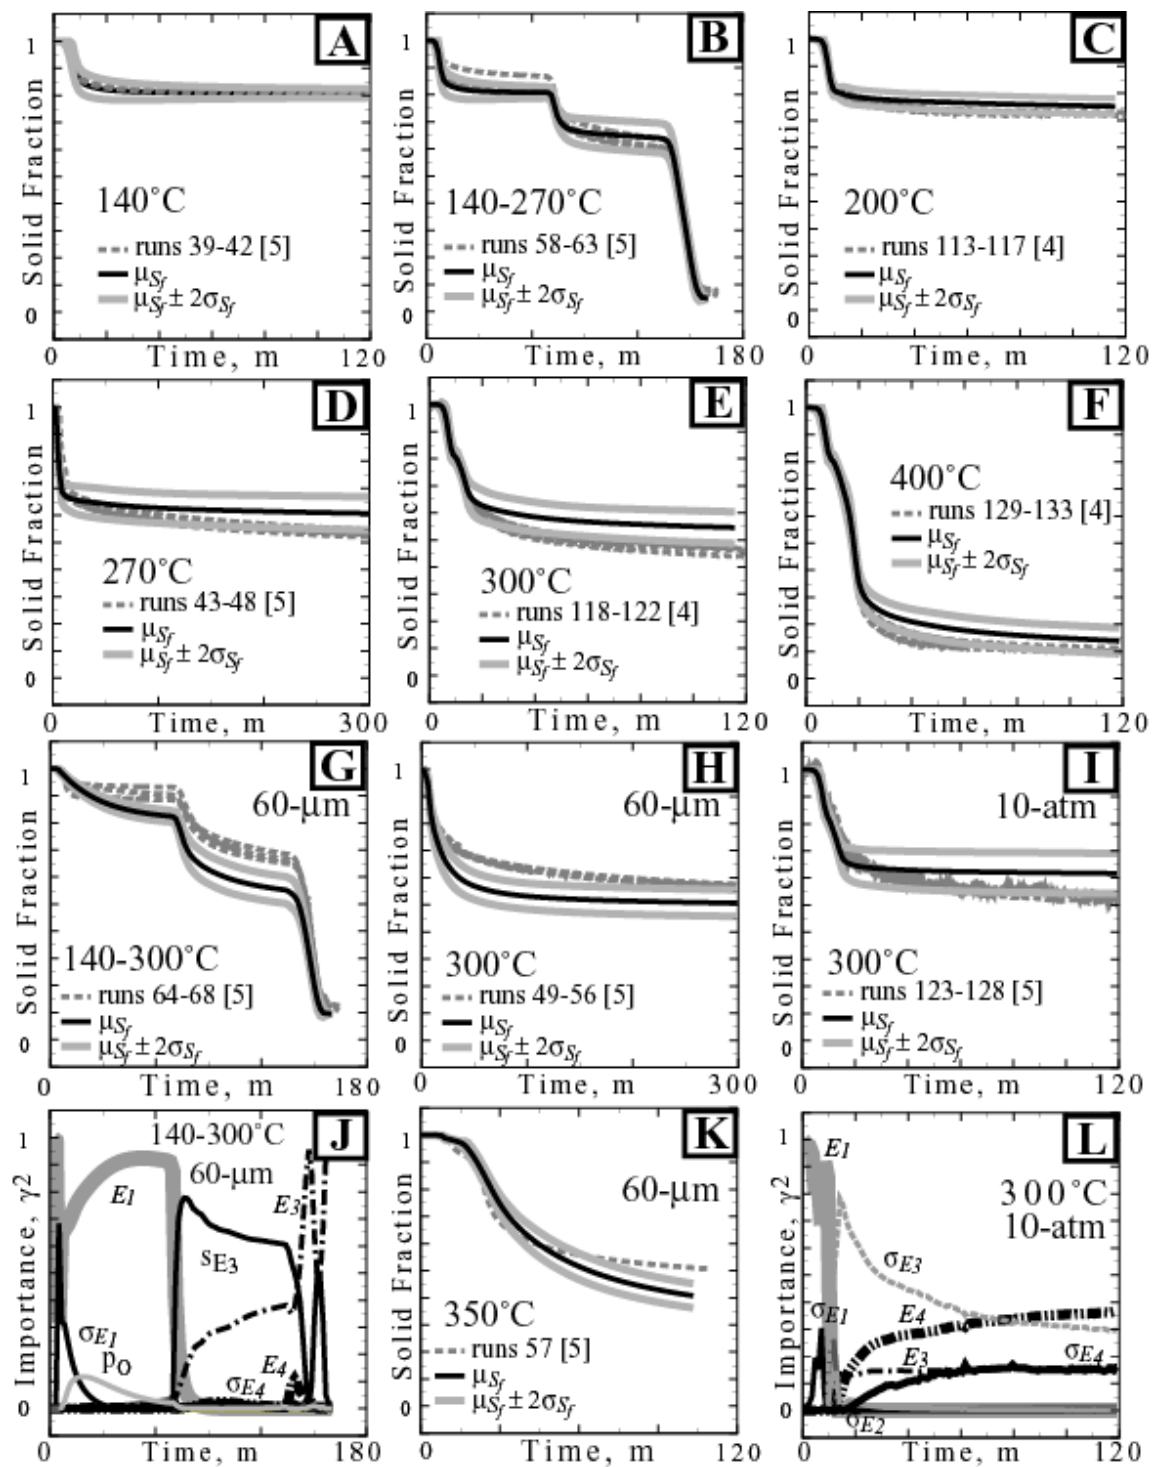 A
1
Solid Fraction
140°C
runs 39-42 [5]
μSf
μSf ± 2σSf
0
0 Time, m 120
B
1
Solid Fraction
140-270°C
runs 58-63 [5]
μSf
μSf ± 2σSf
0
0 Time, m 180
C
1
Solid Fraction
200°C
runs 113-117 [4]
μSf
μSf ± 2σSf
0
0 Time, m 120
D
1
Solid Fraction
270°C
runs 43-48 [5]
μSf
μSf ± 2σSf
0
0 Time, m 300
E
1
Solid Fraction
300°C
runs 118-122 [4]
μSf
μSf ± 2σSf
0
0 Time, m 120
F
1
Solid Fraction
400°C
runs 129-133 [4]
μSf
μSf ± 2σSf
0
0 Time, m 120
G
1
60-μm
Solid Fraction
140-300°C
runs 64-68 [5]
μSf
μSf ± 2σSf
0
0 Time, m 180
H
1
60-μm
Solid Fraction
300°C
runs 49-56 [5]
μSf
μSf ± 2σSf
0
0 Time, m 300
I
1
10-atm
Solid Fraction
300°C
runs 123-128 [5]
μSf
μSf ± 2σSf
0
0 Time, m 120
J
140-300°C
1
60-μm
Importance, γ2
E1
E3
sE3
σE1
pO
E4
σE4
0
0 Time, m 180
K
1
60-μm
Solid Fraction
350°C
runs 57 [5]
μSf
μSf ± 2σSf
0
0 Time, m 120
L
1
E1
300°C
10-atm
Importance, γ2
σE3
σE1
E4
E3
σE4
σE2
0
0 Time, m 120